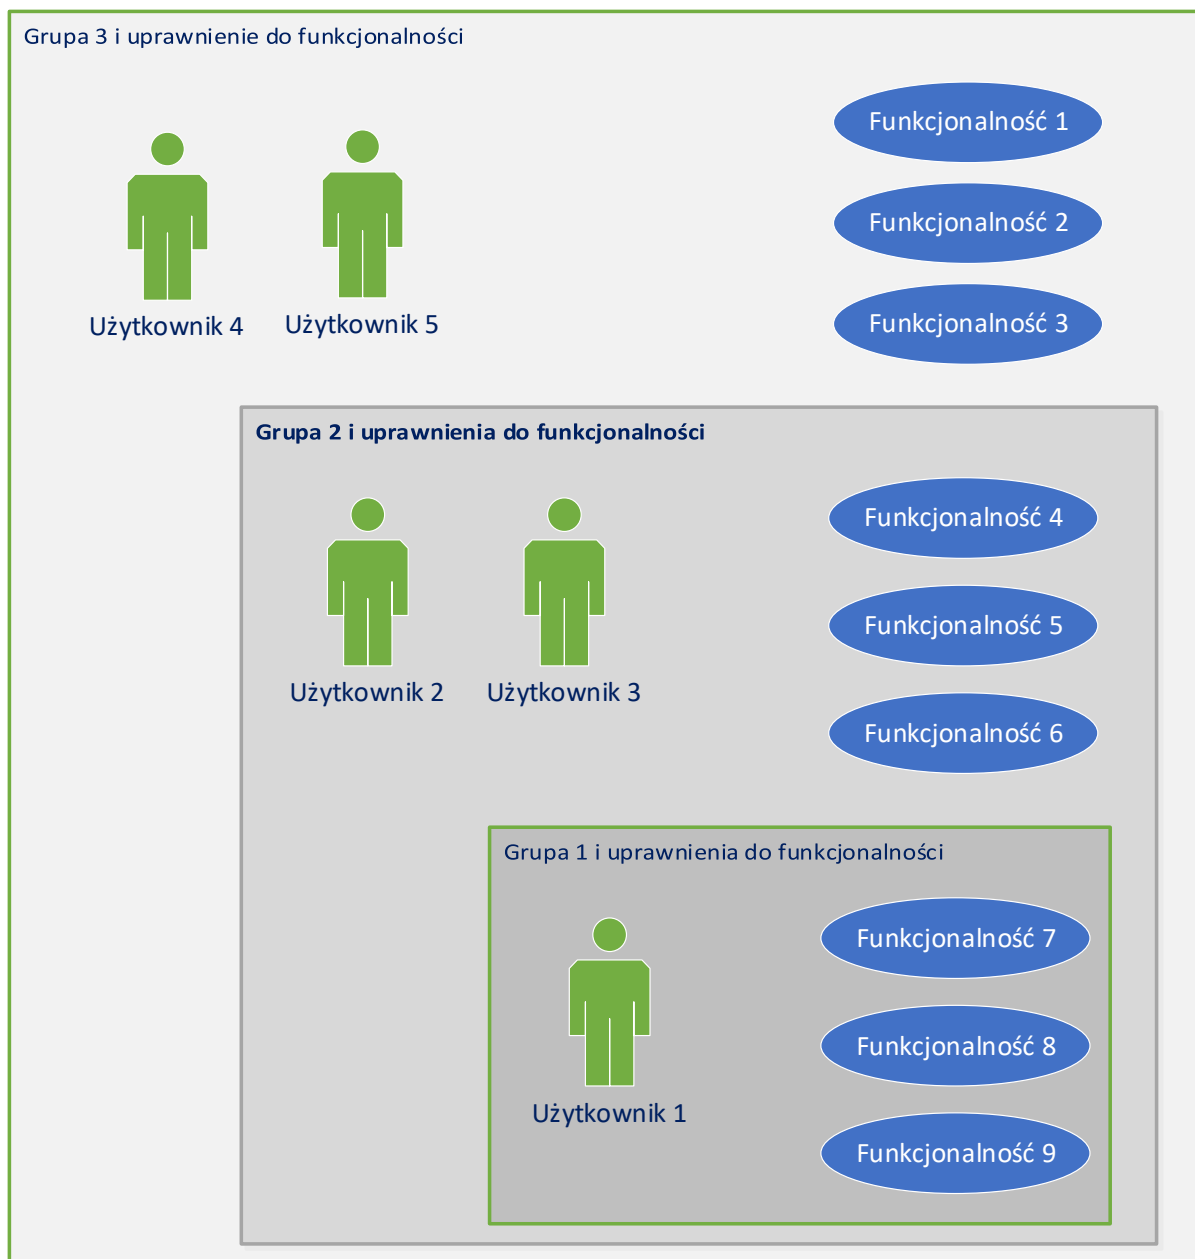 Grupa 3 i uprawnienie do funkcjonalności
Funkcjonalność 1
Funkcjonalność 2
Funkcjonalność 3
Użytkownik 4
Użytkownik 5
Grupa 2 i uprawnienia do funkcjonalności
Funkcjonalność 4
Funkcjonalność 5
Funkcjonalność 6
Użytkownik 2
Użytkownik 3
Grupa 1 i uprawnienia do funkcjonalności
Funkcjonalność 7
Funkcjonalność 8
Funkcjonalność 9
Użytkownik 1